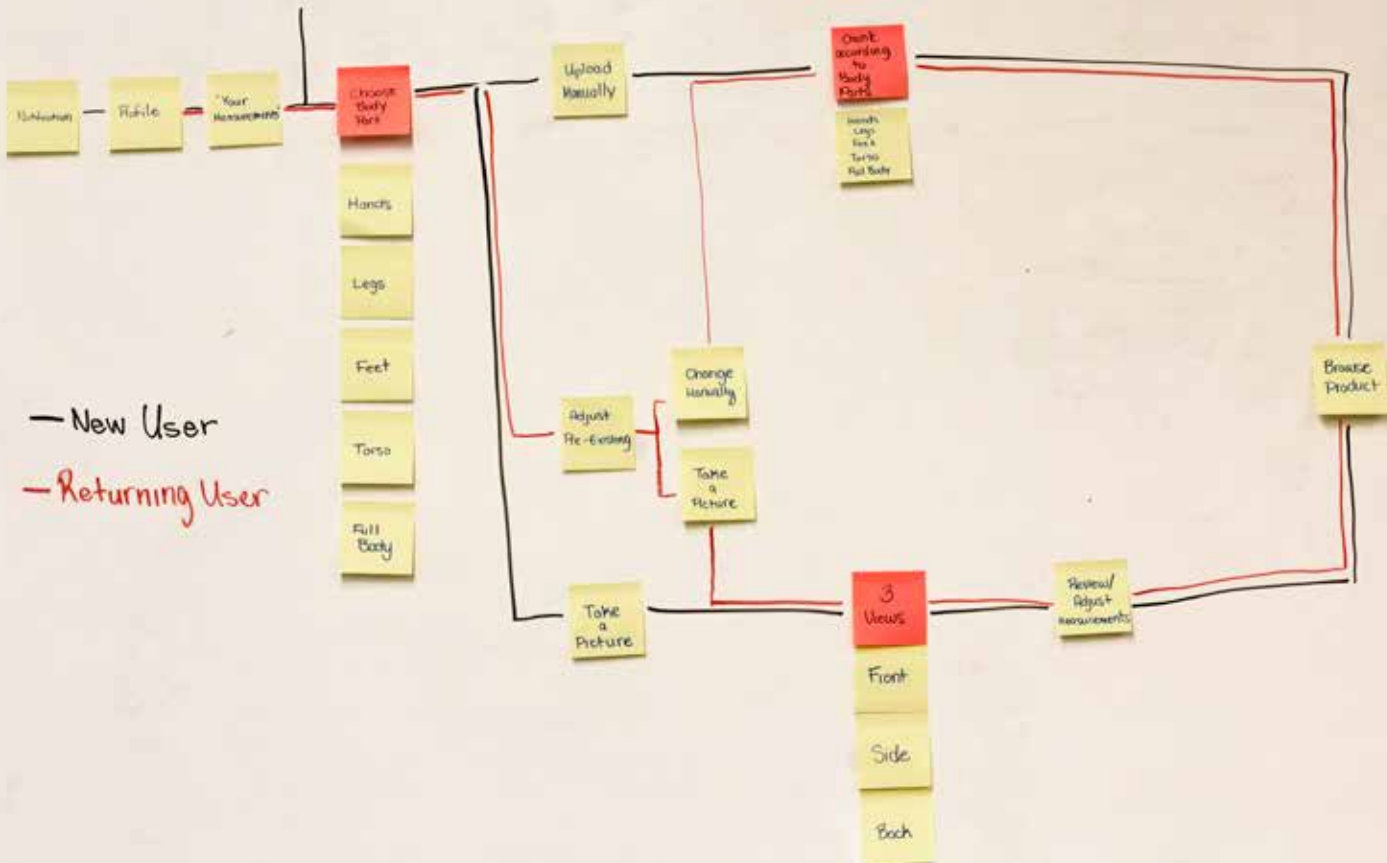 Notification
Profile
"Your
Measurements"
Choose
Body
Part
Hands
Legs
Feet
Torso
Full
Body
Upload
Manually
according
to
Body
Parts
Hands
Legs
Feet
Torso
Full Body
Change
Manually
Adjust
Pre-Existing
Take
a
Picture
Take
a
Picture
3
Views
Front
Side
Back
Review/
Adjust
Measurements
Browse
Product
— New User
— Returning User